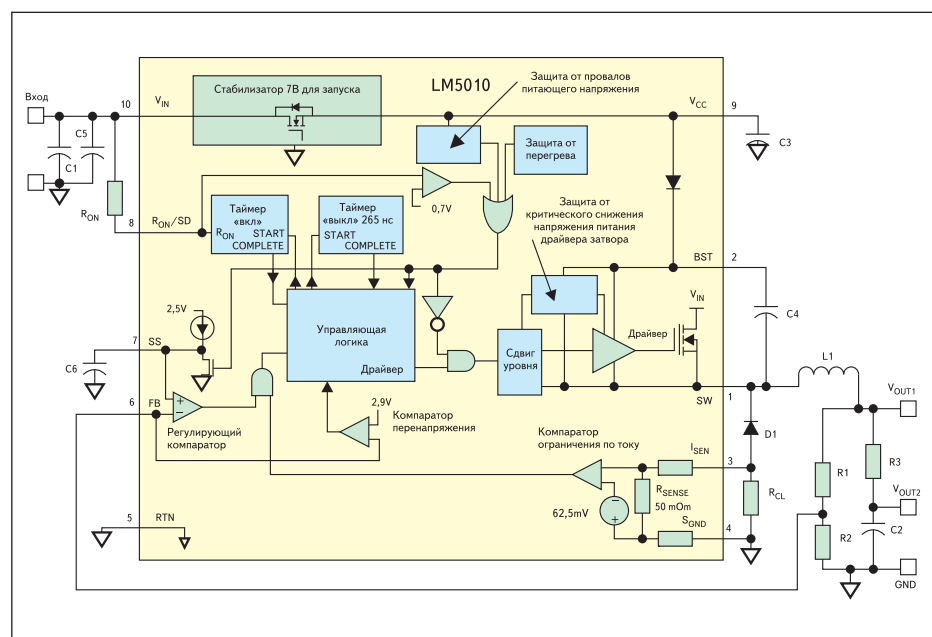 LM5010
Защита от провалов
питающего напряжения
Стабилизатор 7В для запуска
Вход
10
V_IN
V_CC
9
C5
C1
C3
Защита от
перегрева
R_ON
8
R_ON/SD
0,7V
Таймер
«вкл»
R_ON
START
COMPLETE
Таймер
«выкл» 265 нс
START
COMPLETE
Защита от
критического снижения
напряжения питания
драйвера затвора
BST
2
V_IN
C4
2,5V
Управляющая
логика
Драйвер
Сдвиг
уровня
Драйвер
7
SS
C6
L1
SW
1
V_OUT1
6
FB
2,9V
Регулирующий
компаратор
Компаратор
перенапряжения
Компаратор
ограничения по току
D1
I_SEN
3
R1
R3
R_SENSE
50 mОm
R_CL
V_OUT2
62,5mV
5
RTN
S_GND
4
R2
C2
GND